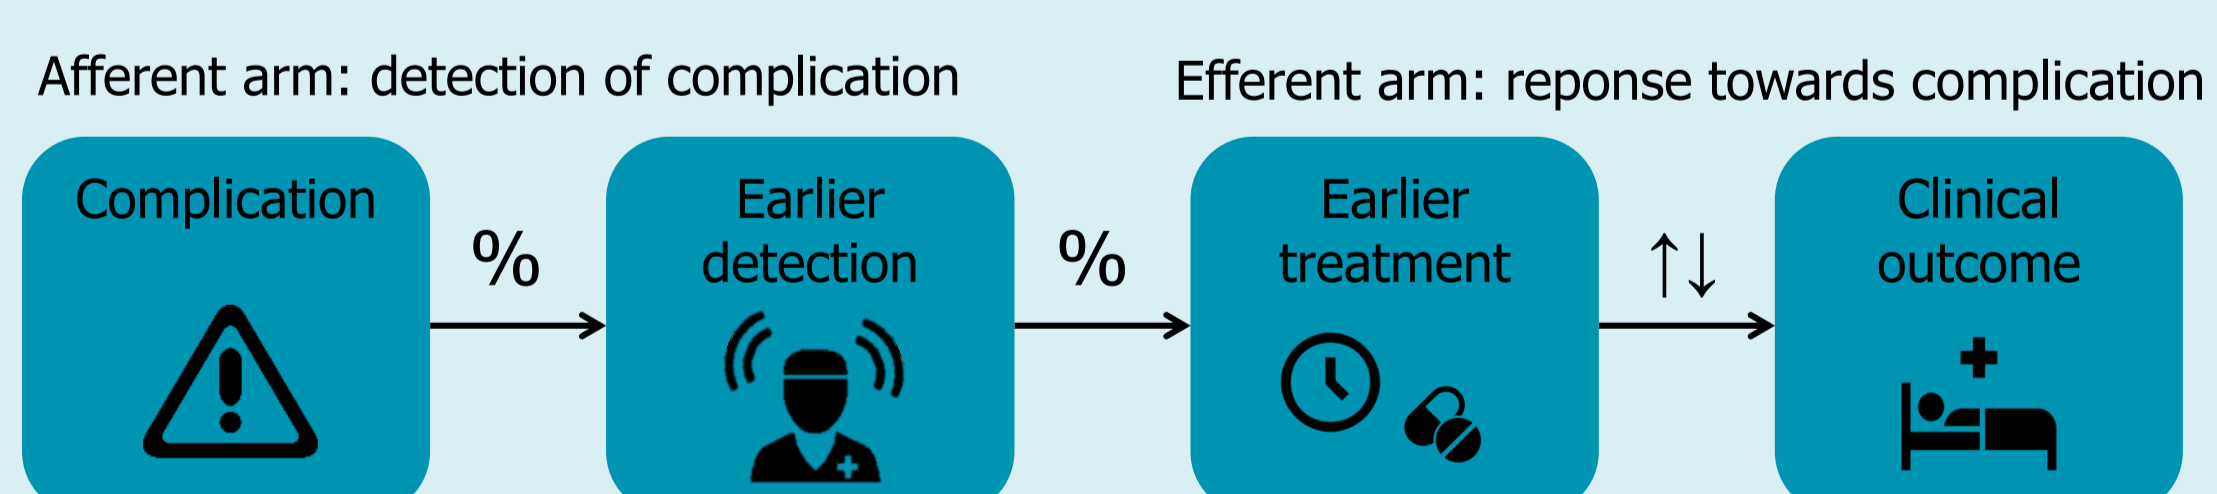 Afferent arm: detection of complication
Efferent arm: reponse towards complication
Complication
%
Earlier
detection
%
Earlier
treatment
↑↓
Clinical
outcome